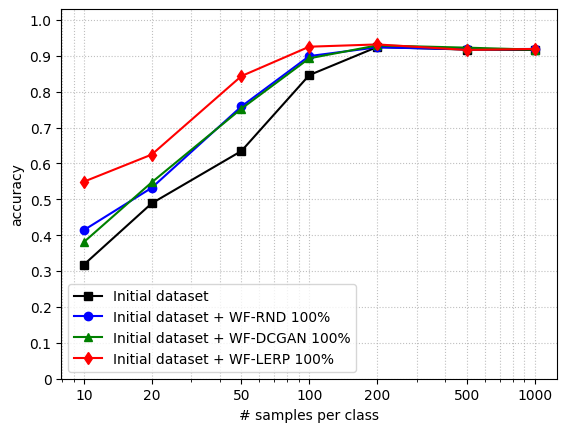 1.0
0.9
0.8
0.7
0.6
0.5
0.4
0.3
0.2
0.1
0
accuracy
Initial dataset
Initial dataset + WF-RND 100%
Initial dataset + WF-DCGAN 100%
Initial dataset + WF-LERP 100%
10 20 50 100 200 500 1000
# samples per class